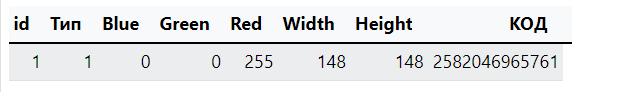 id Тип Blue Green Red Width Height КОД
1 1 0 0 255 148 148 2582046965761